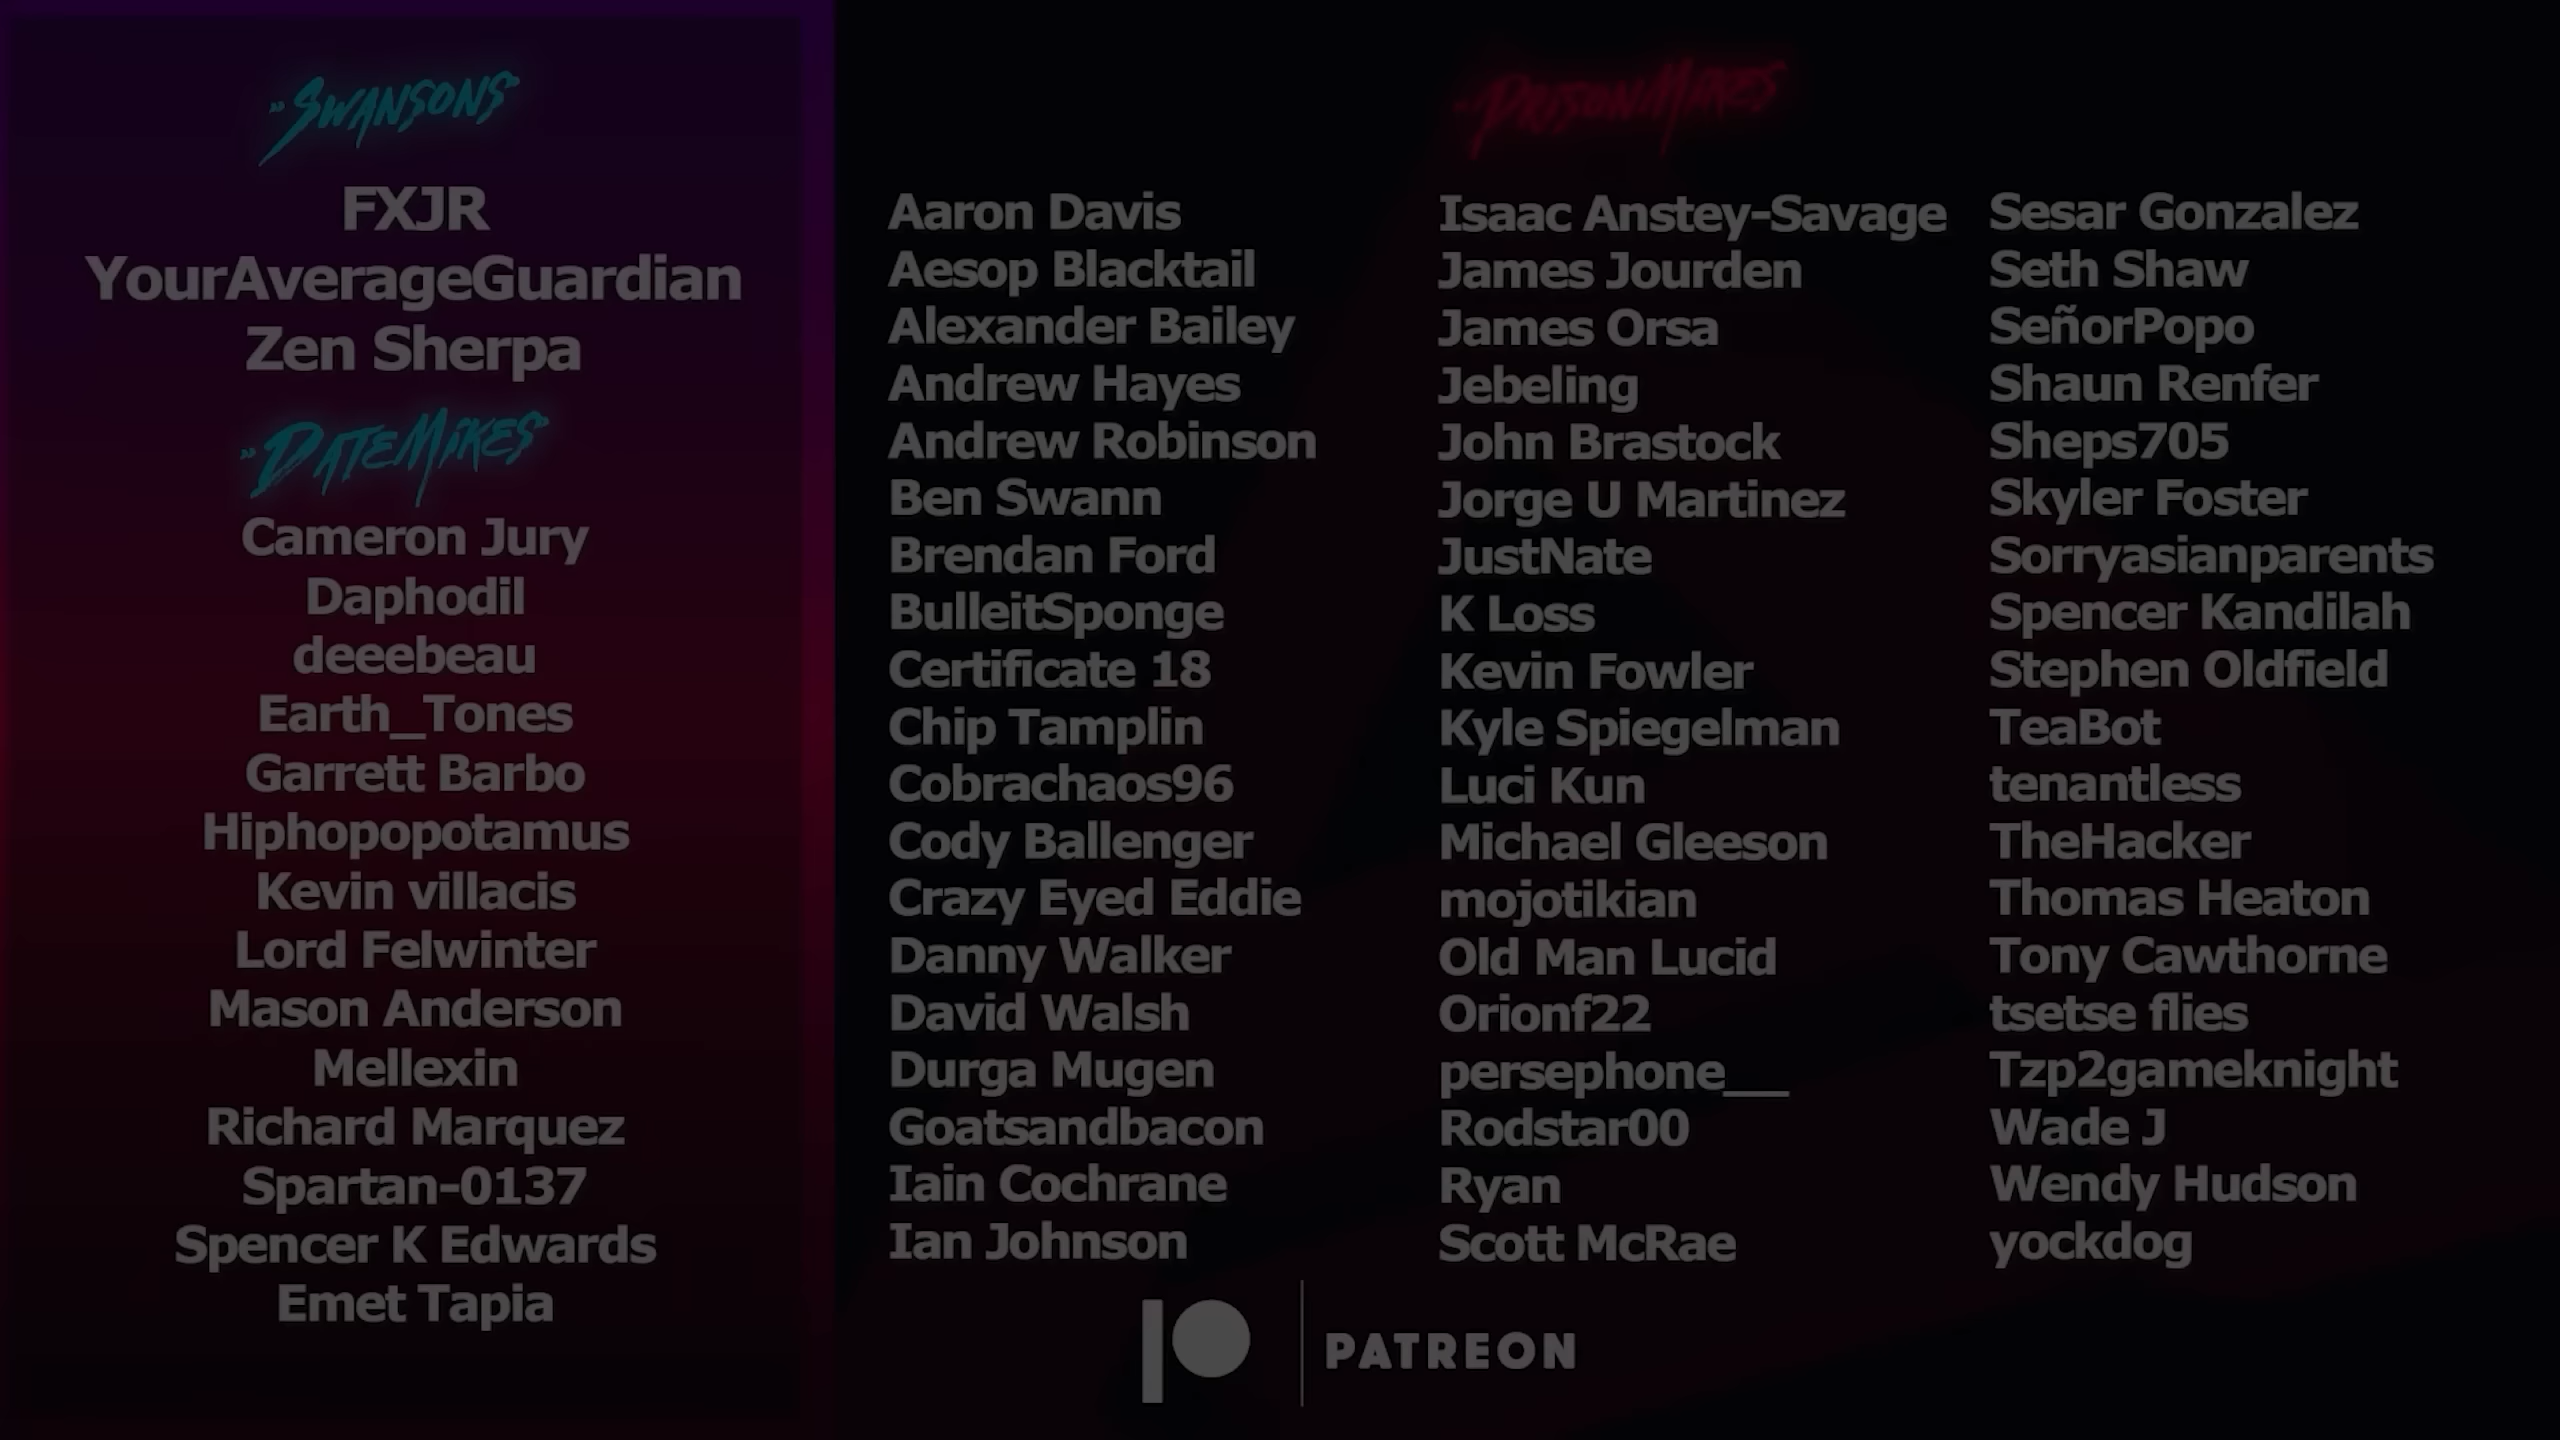 Swansons
FXJR
YourAverageGuardian
Zen Sherpa
DateMikes
Cameron Jury
Daphodil
deeebeau
Earth_Tones
Garrett Barbo
Hiphopopotamus
Kevin villacis
Lord Felwinter
Mason Anderson
Mellexin
Richard Marquez
Spartan-0137
Spencer K Edwards
Emet Tapia
PrisonMikes
Aaron Davis
Aesop Blacktail
Alexander Bailey
Andrew Hayes
Andrew Robinson
Ben Swann
Brendan Ford
BulleitSponge
Certificate 18
Chip Tamplin
Cobrachaos96
Cody Ballenger
Crazy Eyed Eddie
Danny Walker
David Walsh
Durga Mugen
Goatsandbacon
Iain Cochrane
Ian Johnson
Isaac Anstey-Savage
James Jourden
James Orsa
Jebeling
John Brastock
Jorge U Martinez
JustNate
K Loss
Kevin Fowler
Kyle Spiegelman
Luci Kun
Michael Gleeson
mojotikian
Old Man Lucid
Orionf22
persephone__
Rodstar00
Ryan
Scott McRae
Sesar Gonzalez
Seth Shaw
SeñorPopo
Shaun Renfer
Sheps705
Skyler Foster
Sorryasianparents
Spencer Kandilah
Stephen Oldfield
TeaBot
tenantless
TheHacker
Thomas Heaton
Tony Cawthorne
tsetse flies
Tzp2gameknight
Wade J
Wendy Hudson
yockdog
PATREON